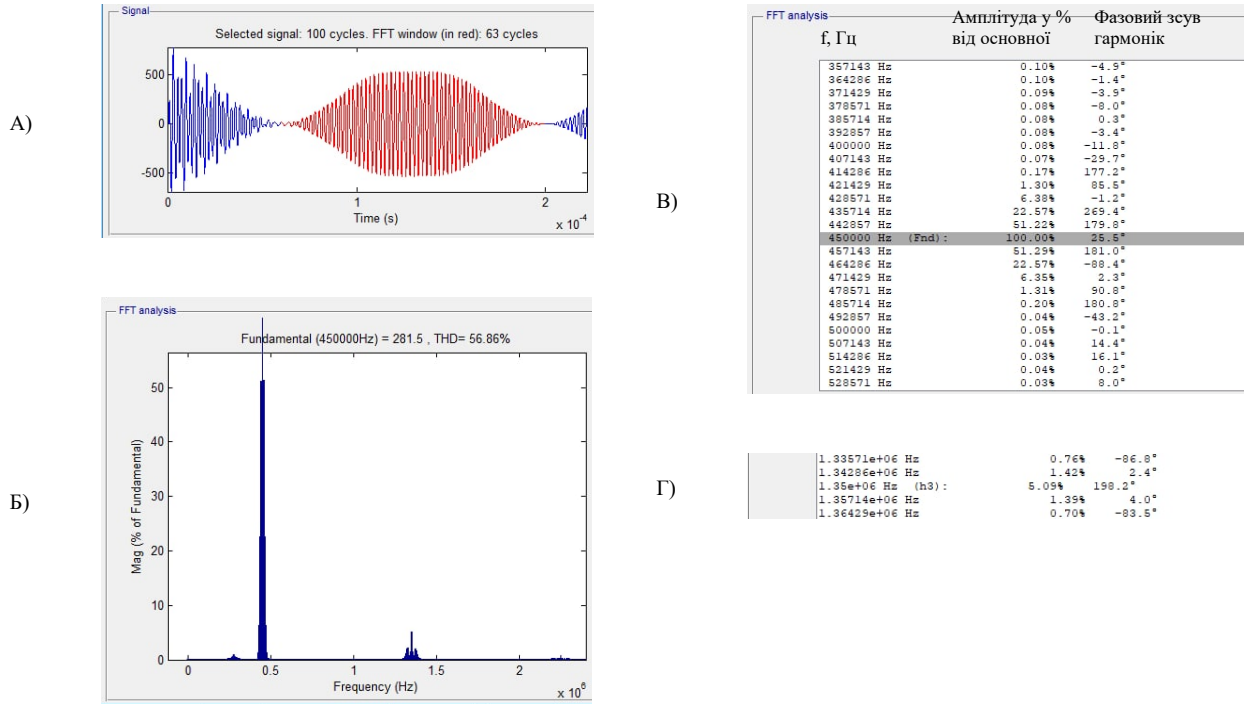 Signal
Selected signal: 100 cycles. FFT window (in red): 63 cycles
500
0
-500
0
1
2
Time (s)
x 10-4
А)
FFT analysis
Fundamental (450000Hz) = 281.5 , THD= 56.86%
50
40
30
20
10
0
Mag (% of Fundamental)
0
0.5
1
1.5
2
Frequency (Hz)
x 106
Б)
FFT analysis
Амплітуда у % Фазовий зсув
f, Гц від основної гармонік
357143 Hz 0.10% -4.9°
364286 Hz 0.10% -1.4°
371429 Hz 0.09% -3.9°
378571 Hz 0.08% -8.0°
385714 Hz 0.08% 0.3°
392857 Hz 0.08% -3.4°
400000 Hz 0.08% -11.8°
407143 Hz 0.07% -29.7°
414286 Hz 0.17% 177.2°
421429 Hz 1.30% 85.5°
428571 Hz 6.38% -1.2°
435714 Hz 22.57% 269.4°
442857 Hz 51.22% 179.8°
450000 Hz (Fnd): 100.00% 25.5°
457143 Hz 51.29% 181.0°
464286 Hz 22.57% -88.4°
471429 Hz 6.35% 2.3°
478571 Hz 1.31% 90.8°
485714 Hz 0.20% 180.8°
492857 Hz 0.04% -43.2°
500000 Hz 0.05% -0.1°
507143 Hz 0.04% 14.4°
514286 Hz 0.03% 16.1°
521429 Hz 0.04% 0.2°
528571 Hz 0.03% 8.0°
В)
1.33571e+06 Hz 0.76% -86.8°
1.34286e+06 Hz 1.42% 2.4°
1.35e+06 Hz (h3): 5.09% 198.2°
1.35714e+06 Hz 1.39% 4.0°
1.36429e+06 Hz 0.70% -83.5°
Г)